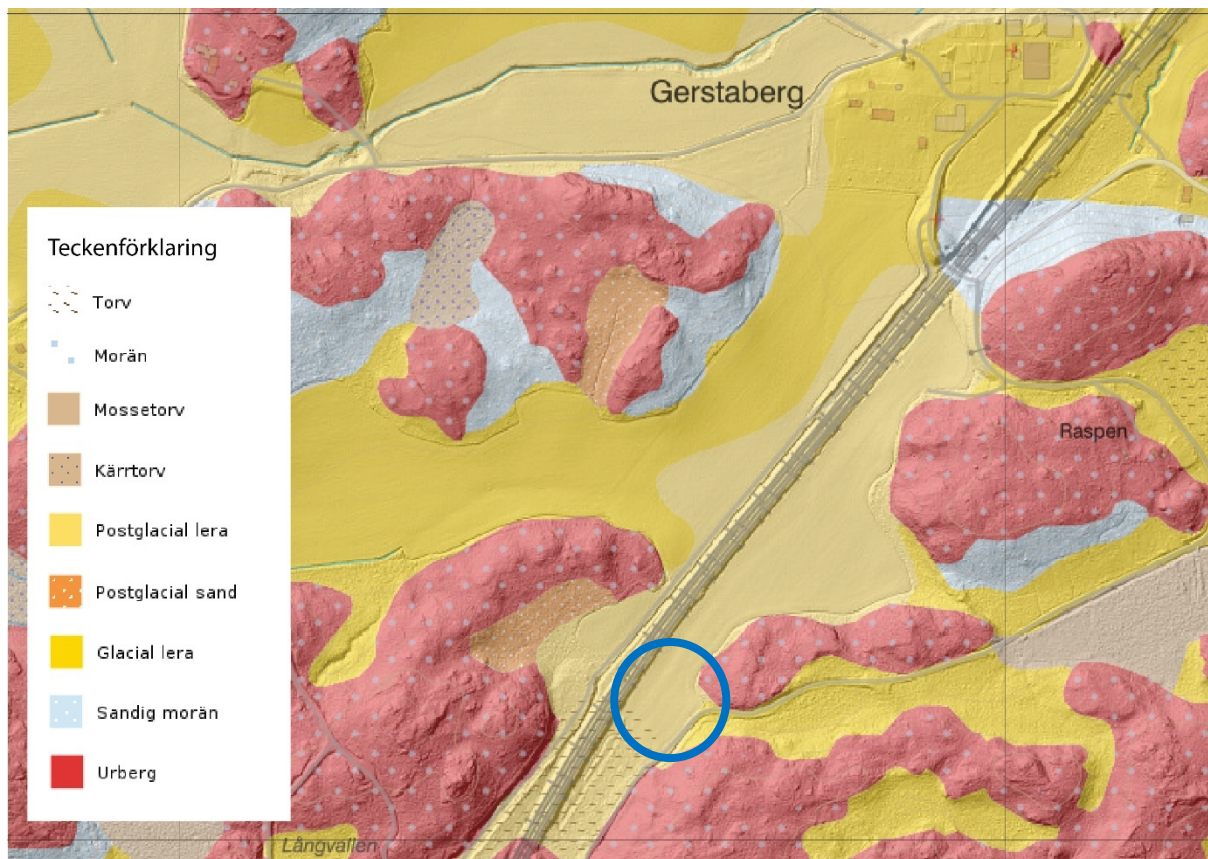 Gerstaberg
Teckenförklaring
Torv
Morän
Mossetorv
Kärrtorv
Postglacial lera
Postglacial sand
Glacial lera
Sandig morän
Urberg
Raspen
Långvallen